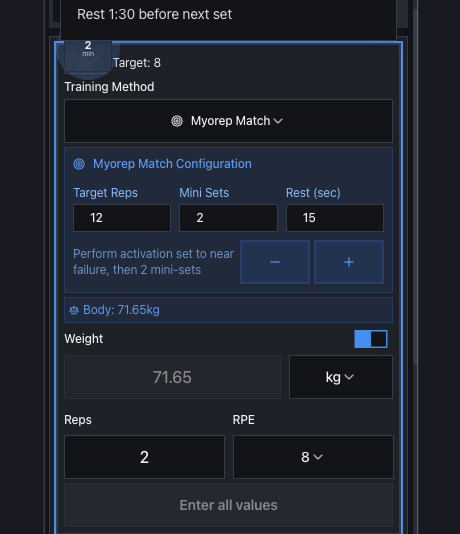 Rest 1:30 before next set
2
min
Target: 8
Training Method
Myorep Match
Myorep Match Configuration
Target Reps Mini Sets Rest (sec)
12 2 15
Perform activation set to near
failure, then 2 mini-sets
− +
Body: 71.65kg
Weight
71.65 kg
Reps RPE
2 8
Enter all values